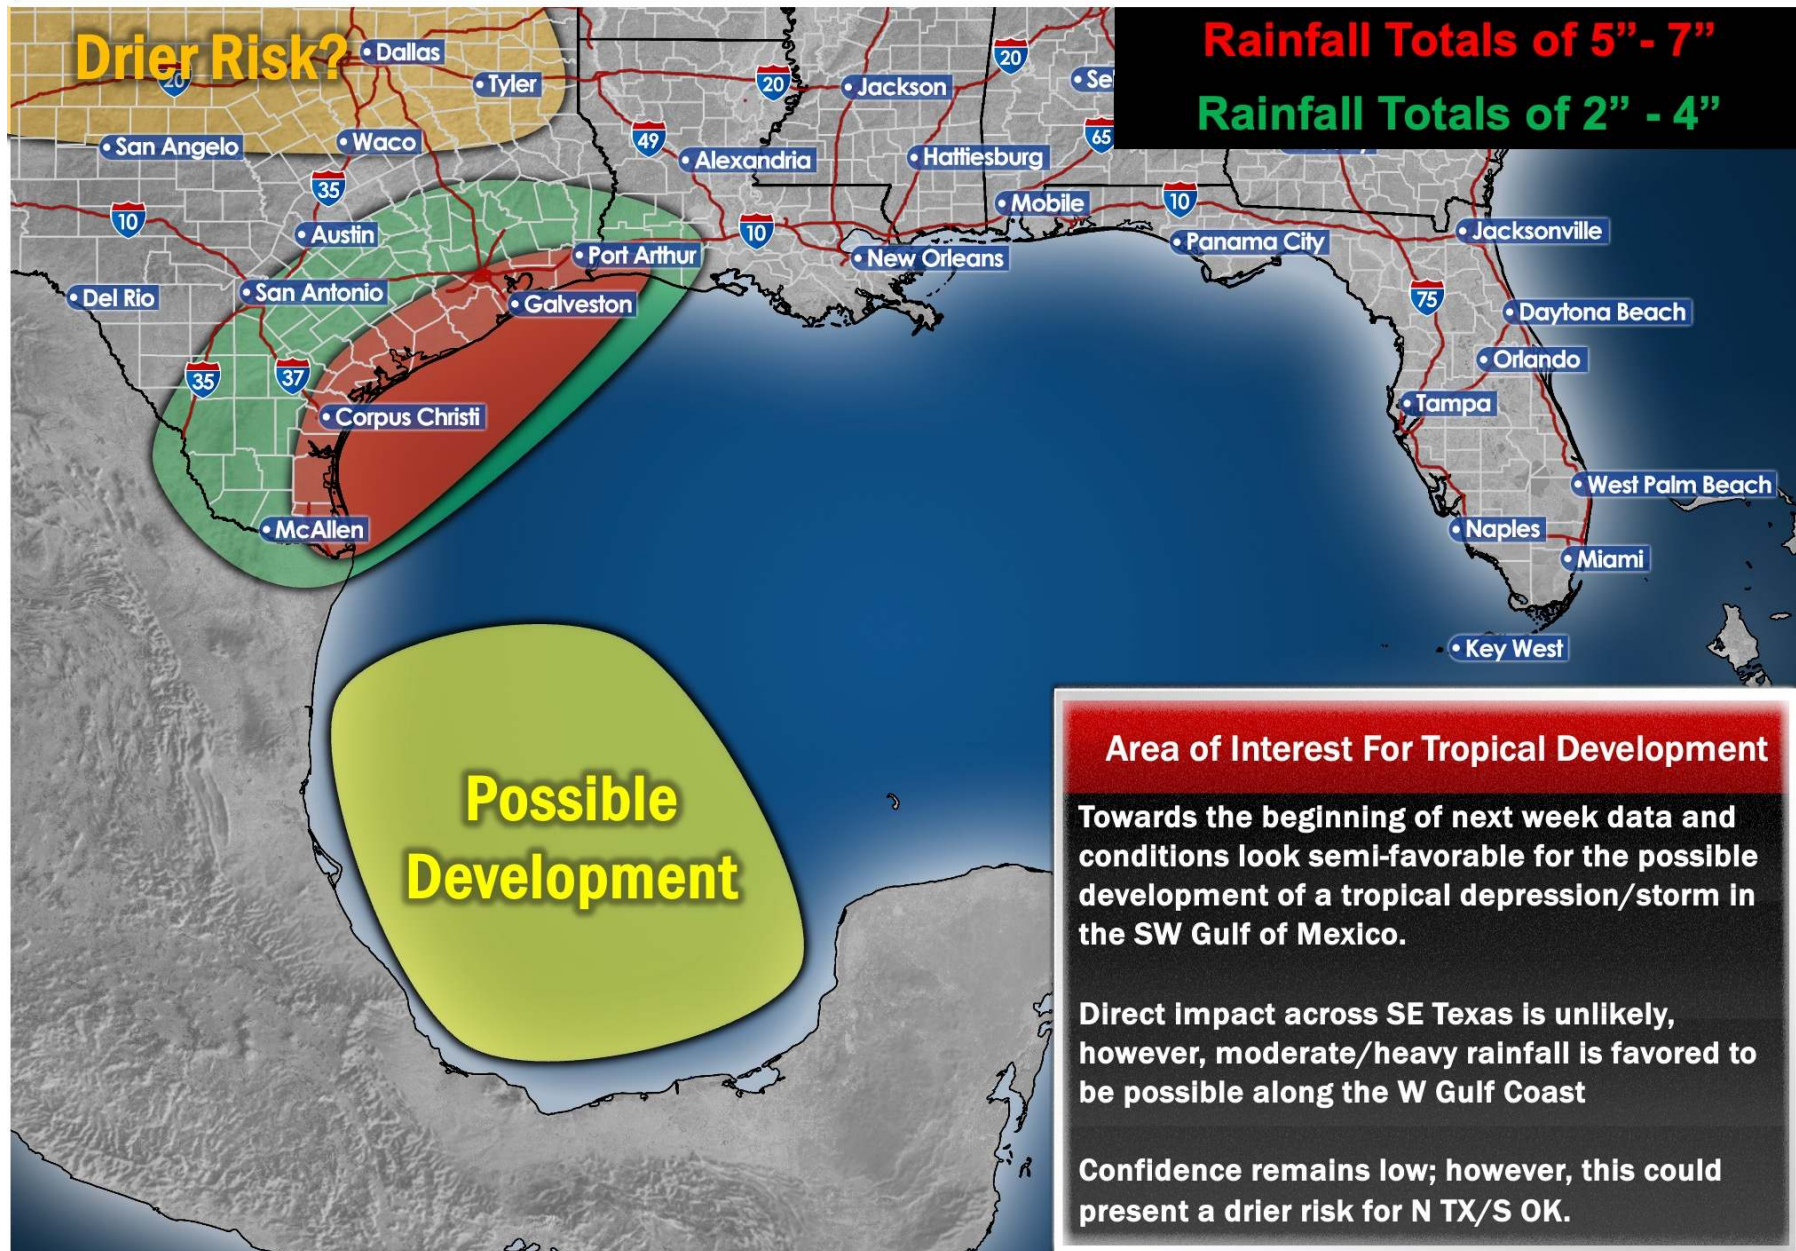 Rainfall Totals of 5”- 7”
Rainfall Totals of 2” - 4”
Drier Risk?
Dallas
20
Tyler
20
Jackson
20
Se
San Angelo
Waco
49
Alexandria
Hattiesburg
65
35
Mobile
10
10
Austin
10
Port Arthur
New Orleans
Panama City
Jacksonville
Del Rio
San Antonio
Galveston
75
Daytona Beach
35
37
Orlando
Corpus Christi
Tampa
West Palm Beach
McAllen
Naples
Miami
Key West
Possible
Development
Area of Interest For Tropical Development
Towards the beginning of next week data and
conditions look semi-favorable for the possible
development of a tropical depression/storm in
the SW Gulf of Mexico.
Direct impact across SE Texas is unlikely,
however, moderate/heavy rainfall is favored to
be possible along the W Gulf Coast
Confidence remains low; however, this could
present a drier risk for N TX/S OK.